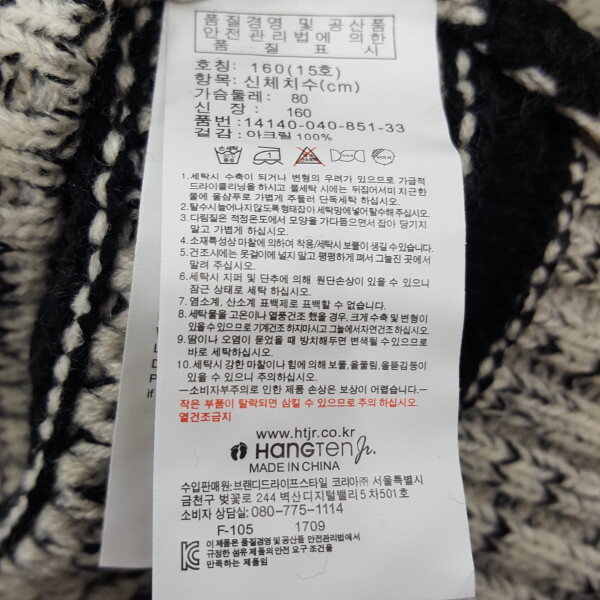 품질경영 및 공산품
안전관리법에 의한
품 질 표 시
호칭: 160(15호)
항목: 신체치수(cm)
가슴둘레: 80
신 장: 160
품번: 14140-040-851-33
겉감: 아크릴 100%
1. 세탁시 수축이 되거나 변형의 우려가 있으므로 가급적
드라이클리닝을 하시고 물세탁 시에는 뒤집어서 미지근한
물에 울샴푸로 가볍게 주물러 단독세탁 하십시오.
2. 탈수시 늘어나지 않도록 형태잡아 세탁망에 넣어 탈수해 주십시오.
3. 다림질은 적정온도에서 모양을 가다듬으면서 잡아 당기지
말고 가볍게 하십시오.
4. 소재특성상 마찰에 의하여 착용/세탁시 보풀이 생길 수 있습니다.
5. 건조시에는 옷걸이에 널지 말고 평평하게 펴서 그늘진 곳에서
말려 주십시오.
6. 세탁시 지퍼 및 단추에 의해 원단손상이 있을 수 있으니
잠근 상태로 세탁 하십시오.
7. 염소계, 산소계 표백제로 표백할 수 없습니다.
8. 세탁물을 고온이나 열풍건조 했을 경우, 크게 수축 및 변형이
있을 수 있으므로 기계건조 하지마시고 그늘에서 자연건조 하십시오.
9. 땀이나 오염이 묻었을 때 방치해두면 변색될 수 있으므로
바로 세탁하십시오.
10. 세탁시 강한 마찰이나 힘에 의해 보풀, 올풀림, 올뜯김등이
있을 수 있으니 주의하십시오.
―소비자부주의로 인한 제품 손상은 보상이 어렵습니다.―
작은 부품이 탈락되면 삼킬 수 있으므로 주의 하십시오.
열건조금지
www.htjr.co.kr
HANGTEN Jr.
MADE IN CHINA
수입판매원: 브랜디드라이프스타일 코리아㈜ 서울특별시
금천구 벚꽃로 244 벽산디지털밸리 5차501호
소비자 상담실: 080-775-1114
F-105 1709
이 제품은 품질경영 및 공산품 안전관리법에서
규정한 섬유 제품의 안전 요구 조건을
만족하는 제품임